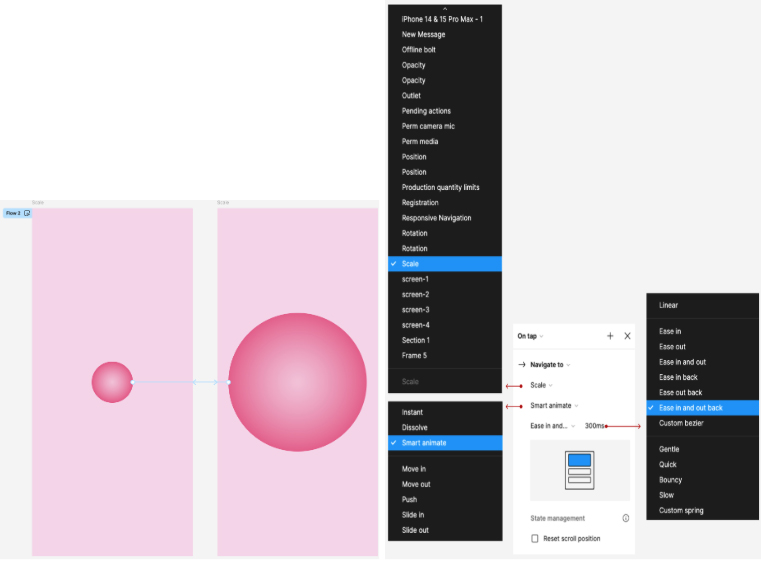 Scale
Scale
Flow 3
iPhone 14 & 15 Pro Max - 1
New Message
Offline bolt
Opacity
Opacity
Outlet
Pending actions
Perm camera mic
Perm media
Position
Position
Production quantity limits
Registration
Responsive Navigation
Rotation
Rotation
Scale
screen-1
screen-2
screen-3
screen-4
Section 1
Frame 5
Scale
Instant
Dissolve
Smart animate
Move in
Move out
Push
Slide in
Slide out
On tap
Navigate to
Scale
Smart animate
Ease in and... 300ms
State management
Reset scroll position
Linear
Ease in
Ease out
Ease in and out
Ease in back
Ease out back
Ease in and out back
Custom bezier
Gentle
Quick
Bouncy
Slow
Custom spring